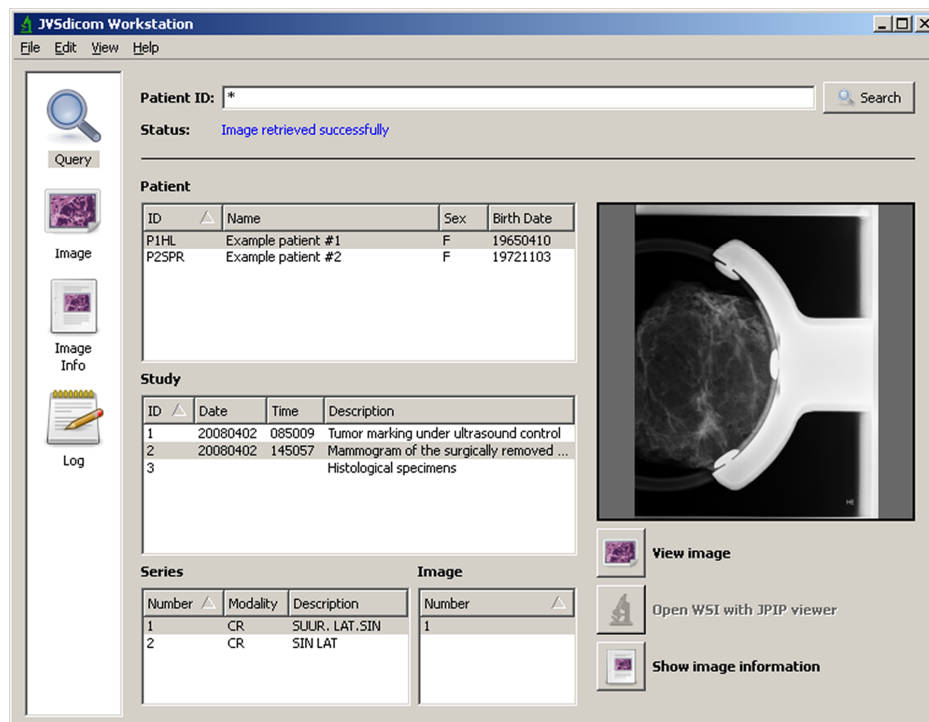 JVSdicom Workstation
File Edit View Help
Patient ID: * Search
Status: Image retrieved successfully
Query
Image
Image
Info
Log
Patient
ID Name Sex Birth Date
P1HL Example patient #1 F 19650410
P2SPR Example patient #2 F 19721103
Study
ID Date Time Description
1 20080402 085009 Tumor marking under ultrasound control
2 20080402 145057 Mammogram of the surgically removed ...
3 Histological specimens
Series
Number Modality Description
1 CR SUUR. LAT.SIN
2 CR SIN LAT
Image
Number
1
View image
Open WSI with JPIP viewer
Show image information